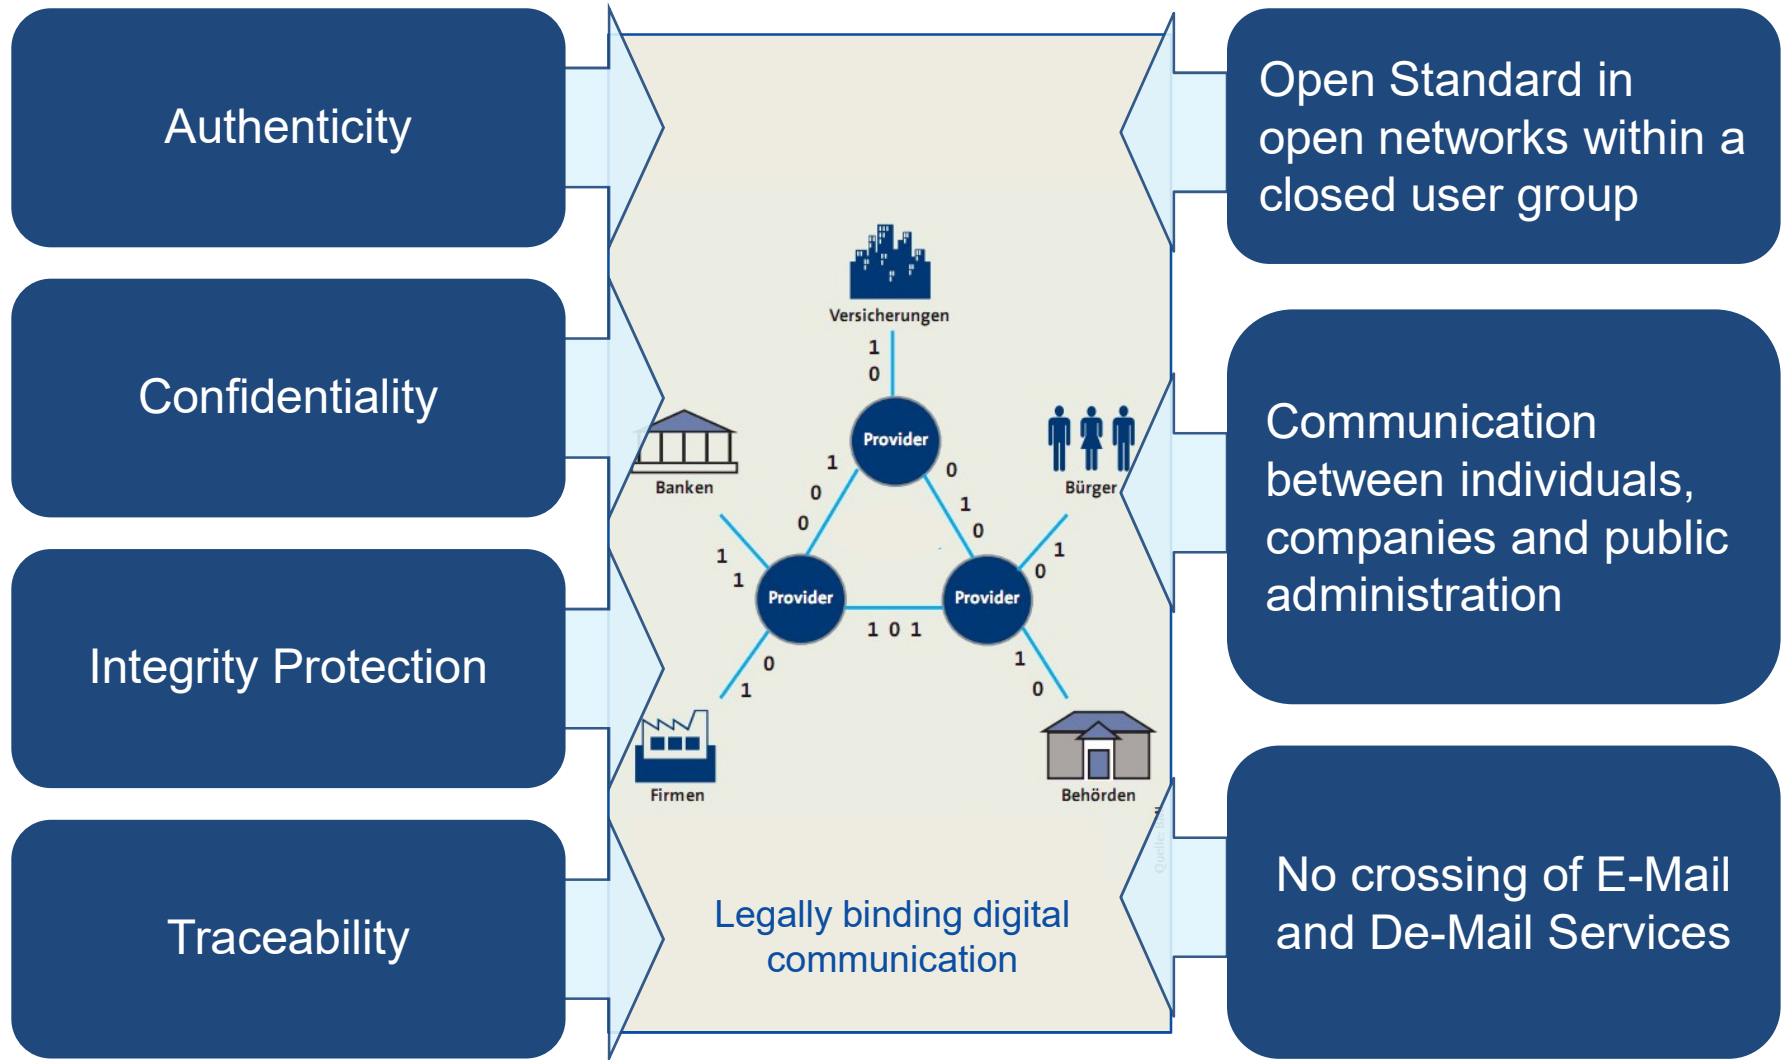 Authenticity
Confidentiality
Integrity Protection
Traceability
Versicherungen
1
0
Provider
Banken
1
0
0
0
1
0
Bürger
1
1
1
0
Provider
Provider
1 0 1
0
1
1
0
Firmen
Behörden
Legally binding digital
communication
Open Standard in
open networks within a
closed user group
Communication
between individuals,
companies and public
administration
No crossing of E-Mail
and De-Mail Services
Quelle: